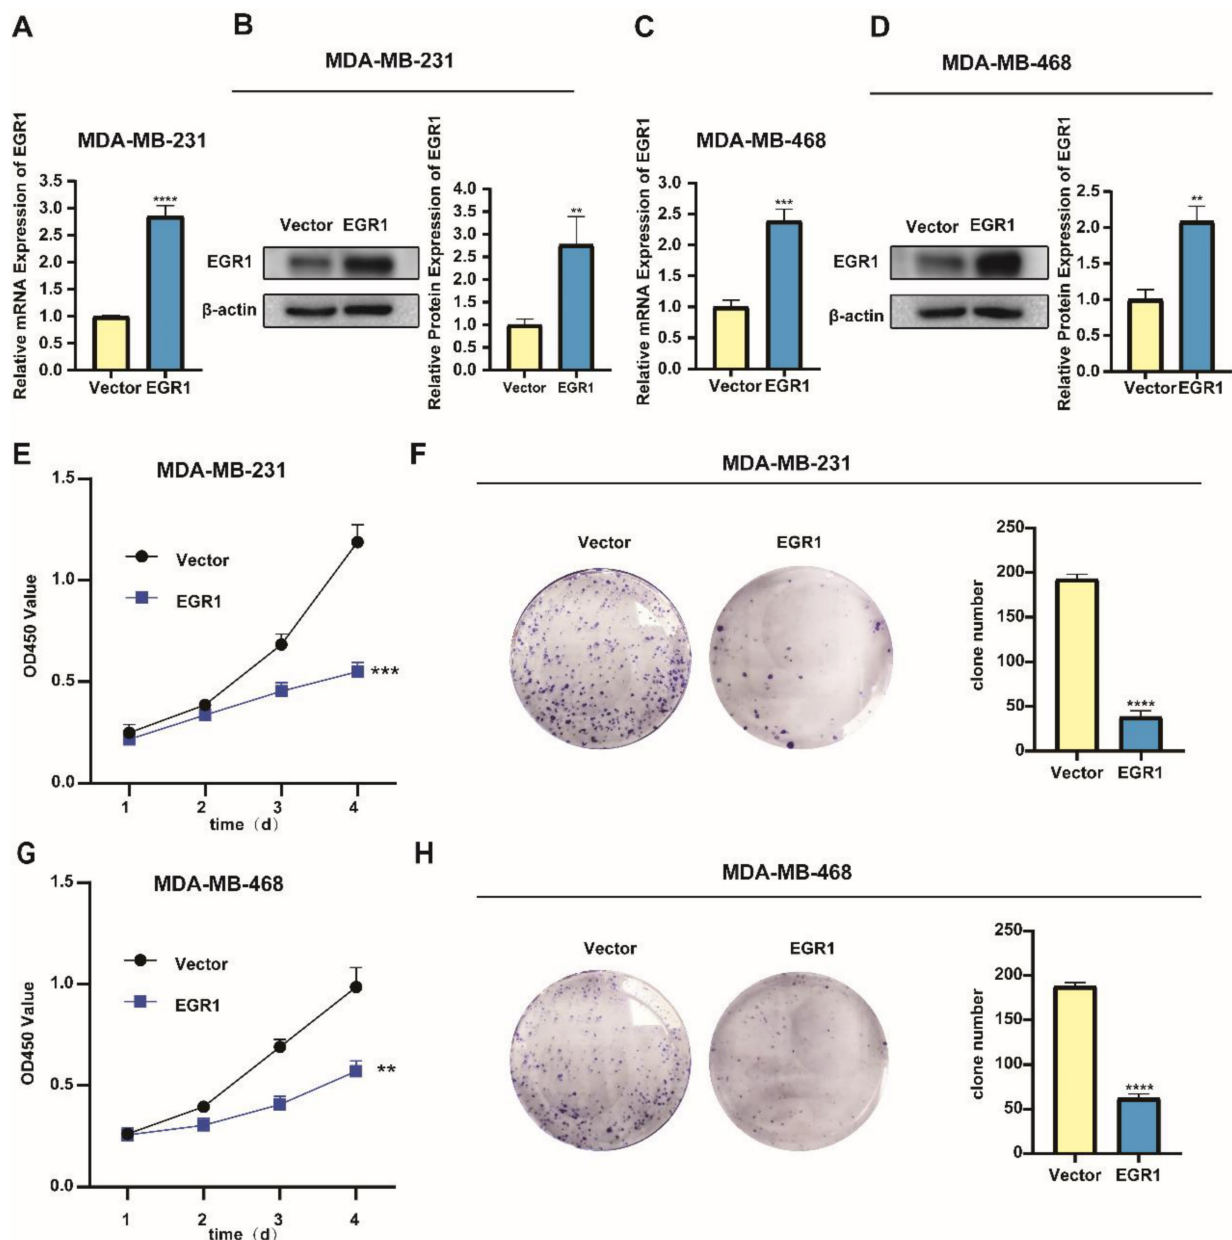 A
B
MDA-MB-231
C
D
MDA-MB-468
MDA-MB-231
Relative mRNA Expression of EGR1
3.5
3.0
2.5
2.0
1.5
1.0
0.5
0.0
****
Vector EGR1
Vector EGR1
EGR1
β-actin
Relative Protein Expression of EGR1
4.0
3.5
3.0
2.5
2.0
1.5
1.0
0.5
0.0
**
Vector EGR1
MDA-MB-468
Relative mRNA Expression of EGR1
3.0
2.5
2.0
1.5
1.0
0.5
0.0
***
Vector EGR1
Vector EGR1
EGR1
β-actin
Relative Protein Expression of EGR1
2.5
2.0
1.5
1.0
0.5
0.0
**
Vector EGR1
E
MDA-MB-231
OD450 Value
1.5
1.0
0.5
0.0
Vector
EGR1
***
1 2 3 4
time (d)
F
MDA-MB-231
Vector EGR1
clone number
250
200
150
100
50
0
****
Vector EGR1
G
MDA-MB-468
OD450 Value
1.5
1.0
0.5
0.0
Vector
EGR1
**
1 2 3 4
time (d)
H
MDA-MB-468
Vector EGR1
clone number
250
200
150
100
50
0
****
Vector EGR1